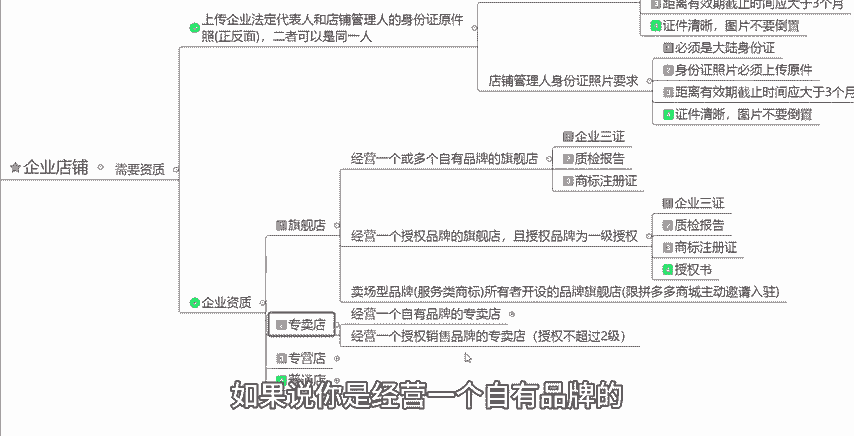 距离有效期截止时间应大于3个月
证件清晰，图片不要倒置
上传企业法定代表人和店铺管理人的身份证原件
照(正反面)，二者可以是同一人
必须是大陆身份证
身份证照片必须上传原件
店铺管理人身份证照片要求
距离有效期截止时间应大于3个月
证件清晰，图片不要倒置
企业店铺
需要资质
企业三证
经营一个或多个自有品牌的旗舰店
质检报告
商标注册证
旗舰店
企业三证
质检报告
经营一个授权品牌的旗舰店，且授权品牌为一级授权
商标注册证
授权书
卖场型品牌(服务类商标)所有者开设的品牌旗舰店(限拼多多商城主动邀请入驻)
企业资质
专卖店
经营一个自有品牌的专卖店
经营一个授权销售品牌的专卖店（授权不超过2级）
专营店
如果说你是经营一个自有品牌的